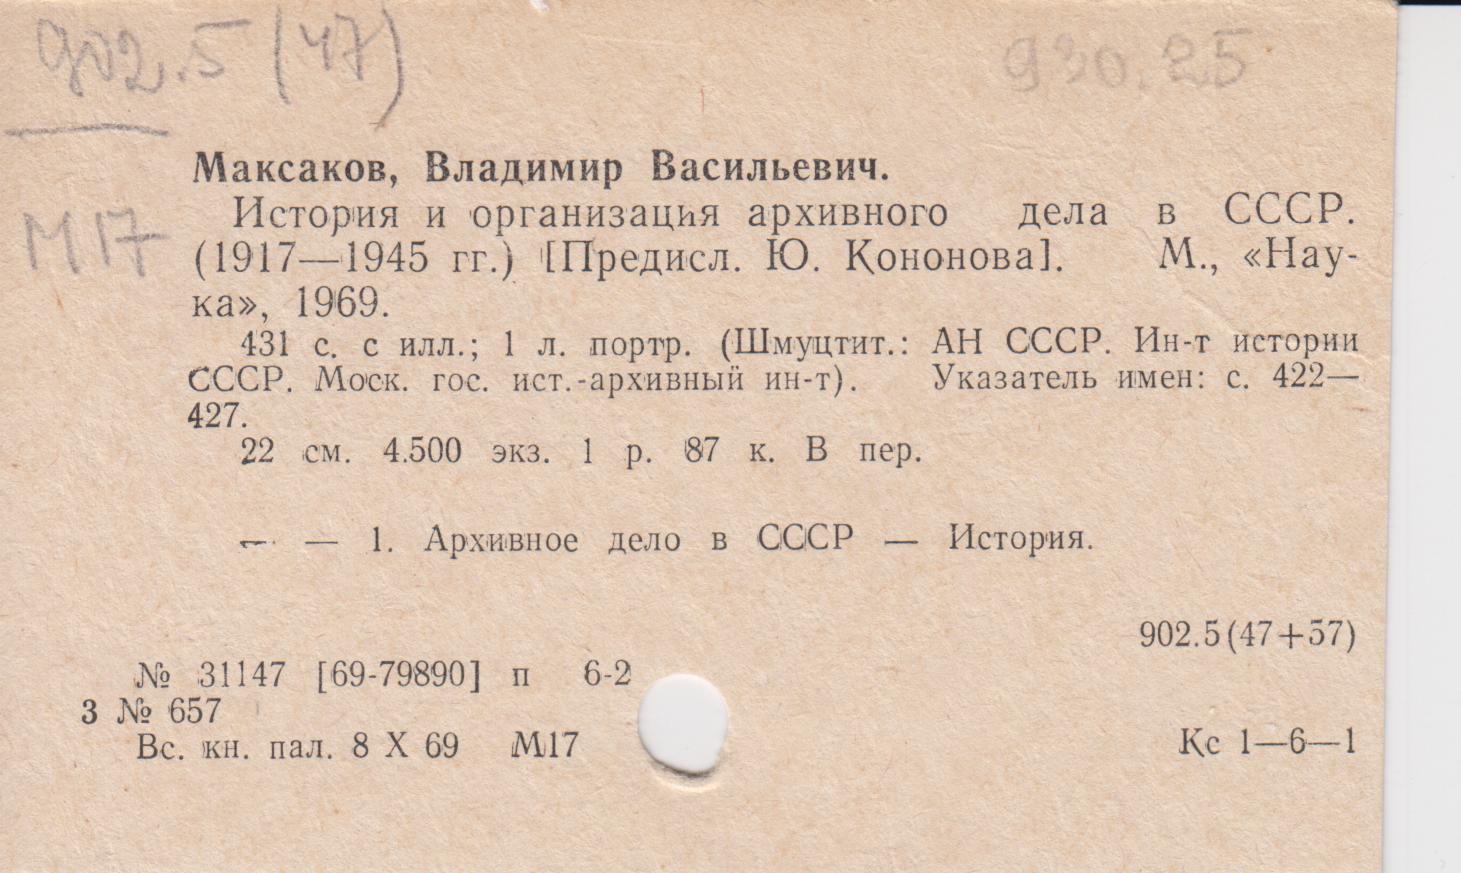 902.5 (47)
930.25
Максаков, Владимир Васильевич.
М17
История и организация архивного дела в СССР.
(1917—1945 гг.) [Предисл. Ю. Кононова]. М., «Нау-
ка», 1969.
431 с. с илл.; 1 л. портр. (Шмуцтит.: АН СССР. Ин-т истории
СССР. Моск. гос. ист.-архивный ин-т). Указатель имен: с. 422—
427.
22 см. 4.500 экз. 1 р. 87 к. В пер.
— — 1. Архивное дело в СССР — История.
902.5(47+57)
№ 31147 [69-79890] п 6-2
3 № 657
Вс. кн. пал. 8 X 69 М17
Кс 1—6—1